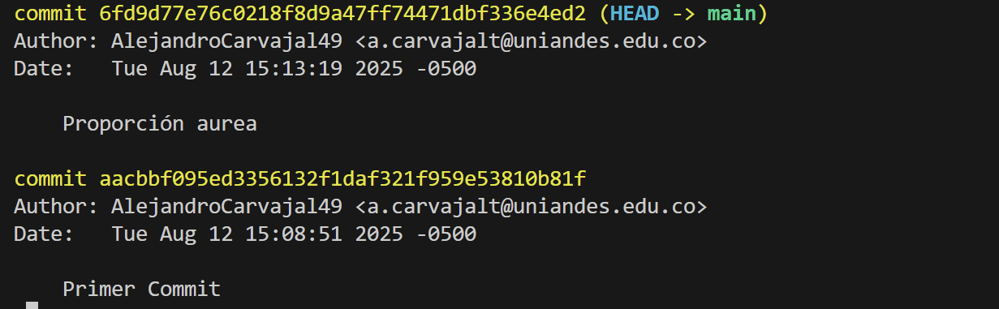 commit 6fd9d77e76c0218f8d9a47ff74471dbf336e4ed2 (HEAD -> main)
Author: AlejandroCarvajal49 <a.carvajalt@uniandes.edu.co>
Date:   Tue Aug 12 15:13:19 2025 -0500
Proporción aurea
commit aacbbf095ed3356132f1daf321f959e53810b81f
Author: AlejandroCarvajal49 <a.carvajalt@uniandes.edu.co>
Date:   Tue Aug 12 15:08:51 2025 -0500
Primer Commit